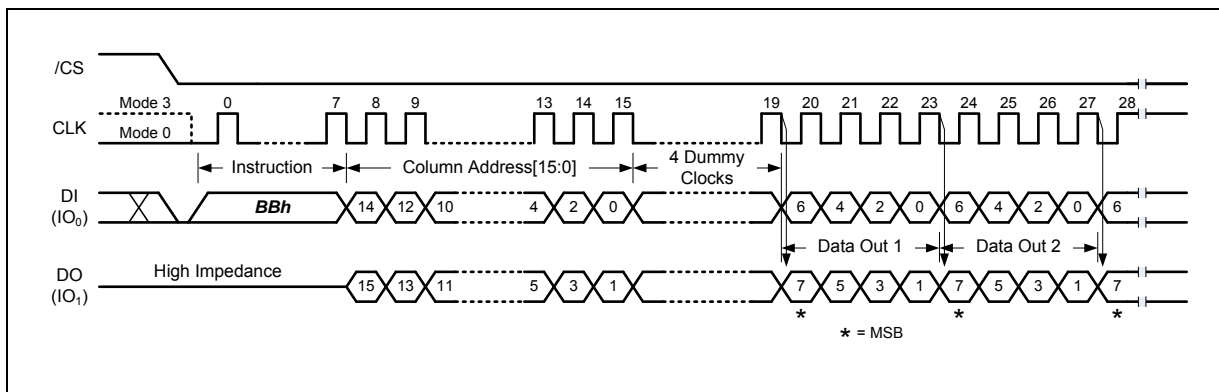 /CS
Mode 3 0 7 8 9 13 14 15 19 20 21 22 23 24 25 26 27 28
CLK
Mode 0
Instruction Column Address[15:0] 4 Dummy
Clocks
DI
(IO0) BBh 14 12 10 4 2 0 6 4 2 0 6 4 2 0 6
Data Out 1 Data Out 2
DO
(IO1) High Impedance 15 13 11 5 3 1 7 5 3 1 7 5 3 1 7
* * *
* = MSB